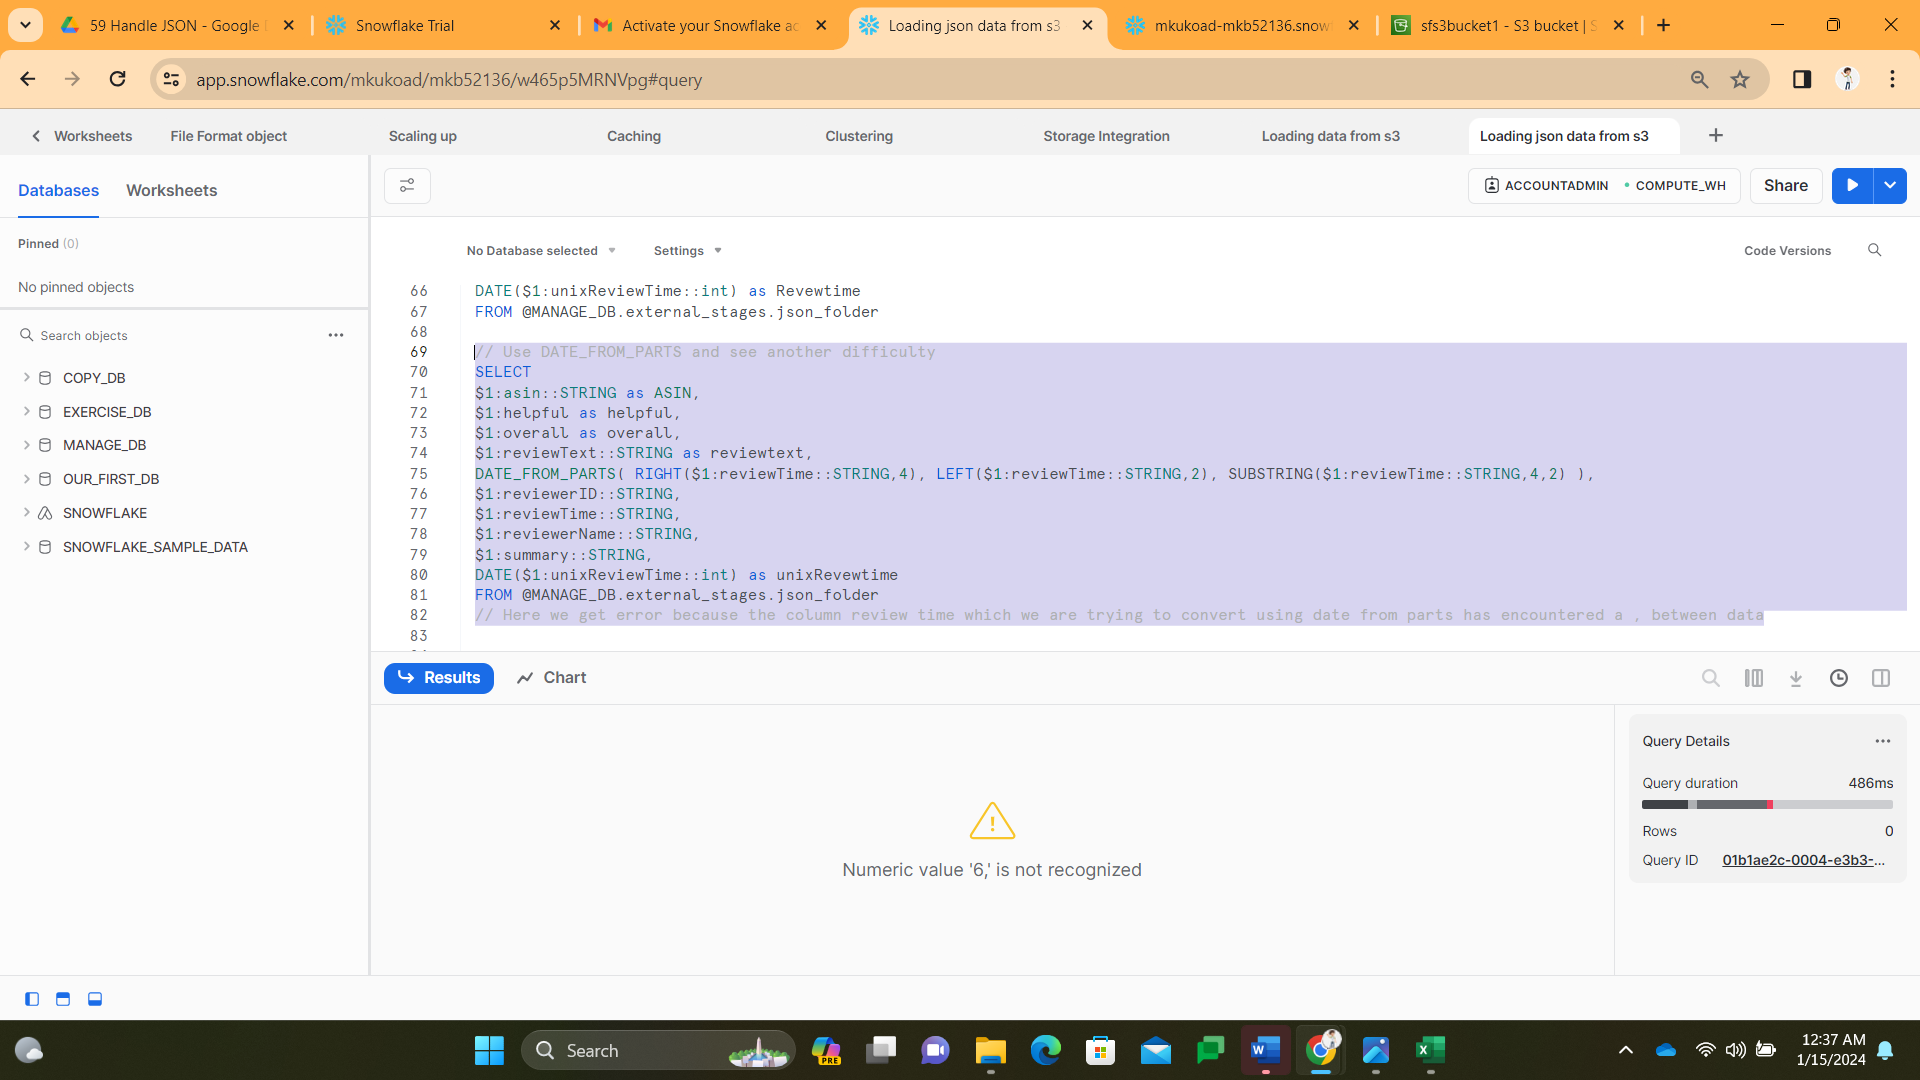 59 Handle JSON - Google
Snowflake Trial
Activate your Snowflake ac
Loading json data from s3
mkukoad-mkb52136.snowf
sfs3bucket1 - S3 bucket | S
app.snowflake.com/mkukoad/mkb52136/w465p5MRNVpg#query
Worksheets
File Format object
Scaling up
Caching
Clustering
Storage Integration
Loading data from s3
Loading json data from s3
Databases
Worksheets
ACCOUNTADMIN
COMPUTE_WH
Share
Pinned (0)
No pinned objects
Search objects
COPY_DB
EXERCISE_DB
MANAGE_DB
OUR_FIRST_DB
SNOWFLAKE
SNOWFLAKE_SAMPLE_DATA
No Database selected
Settings
Code Versions
66 DATE($1:unixReviewTime::int) as Revewtime
67 FROM @MANAGE_DB.external_stages.json_folder
68
69 // Use DATE_FROM_PARTS and see another difficulty
70 SELECT
71 $1:asin::STRING as ASIN,
72 $1:helpful as helpful,
73 $1:overall as overall,
74 $1:reviewText::STRING as reviewtext,
75 DATE_FROM_PARTS( RIGHT($1:reviewTime::STRING,4), LEFT($1:reviewTime::STRING,2), SUBSTRING($1:reviewTime::STRING,4,2) ),
76 $1:reviewerID::STRING,
77 $1:reviewTime::STRING,
78 $1:reviewerName::STRING,
79 $1:summary::STRING,
80 DATE($1:unixReviewTime::int) as unixRevewtime
81 FROM @MANAGE_DB.external_stages.json_folder
82 // Here we get error because the column review time which we are trying to convert using date from parts has encountered a , between data
83
Results
Chart
Numeric value '6,' is not recognized
Query Details
Query duration 486ms
Rows 0
Query ID 01b1ae2c-0004-e3b3-...
Search
PRE
12:37 AM
1/15/2024